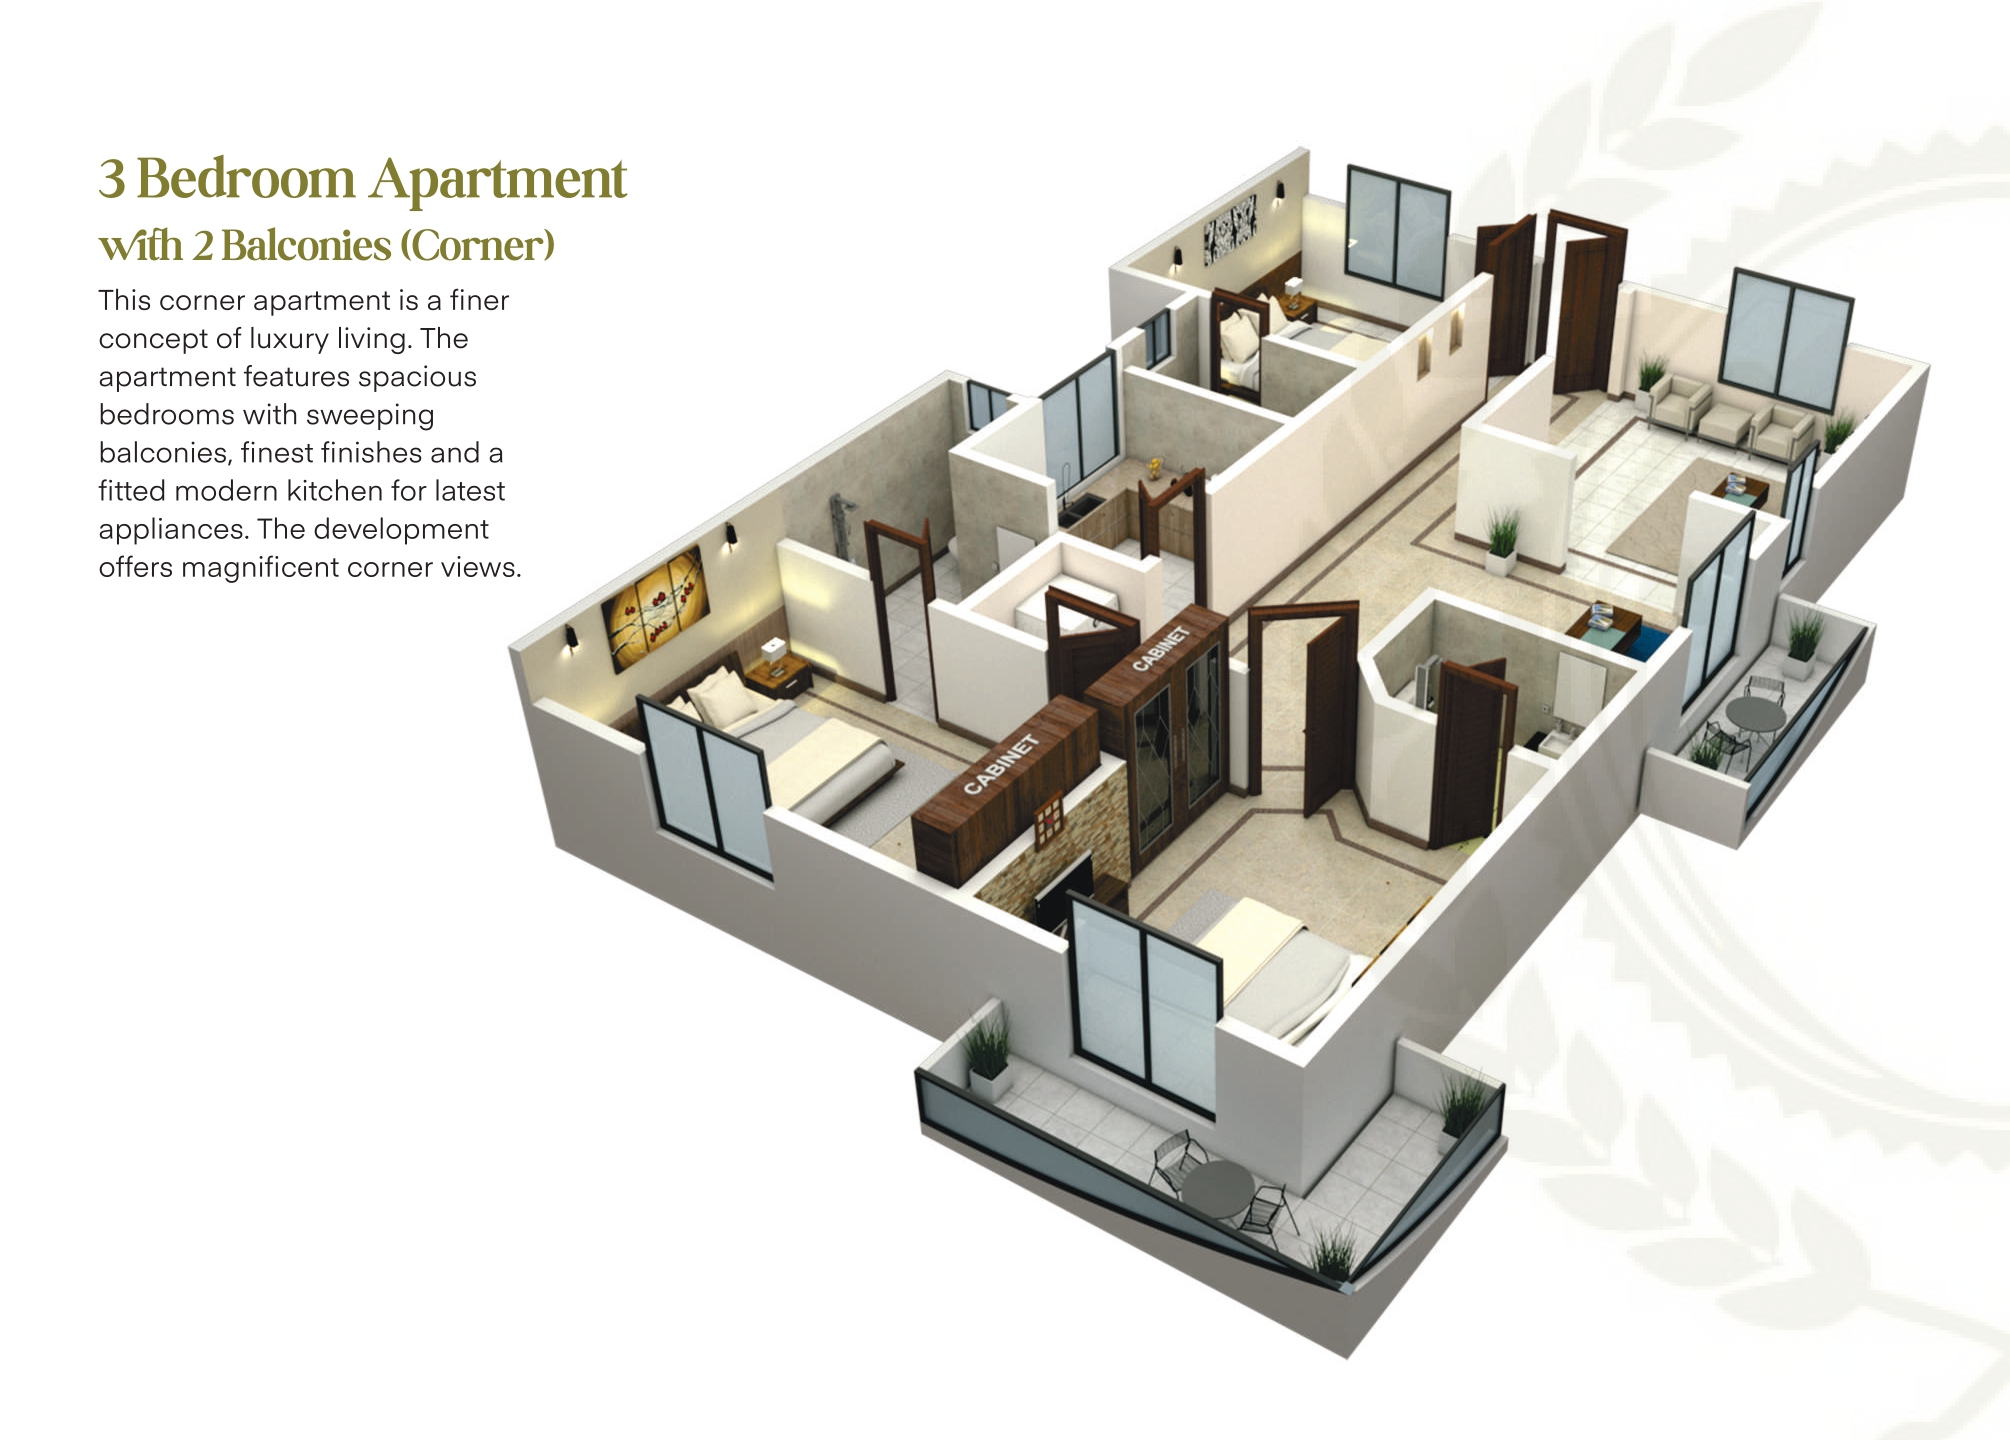 3 Bedroom Apartment
with 2 Balconies (Corner)
This corner apartment is a finer
concept of luxury living. The
apartment features spacious
bedrooms with sweeping
balconies, finest finishes and a
fitted modern kitchen for latest
appliances. The development
offers magnificent corner views.
CABINET
CABINET